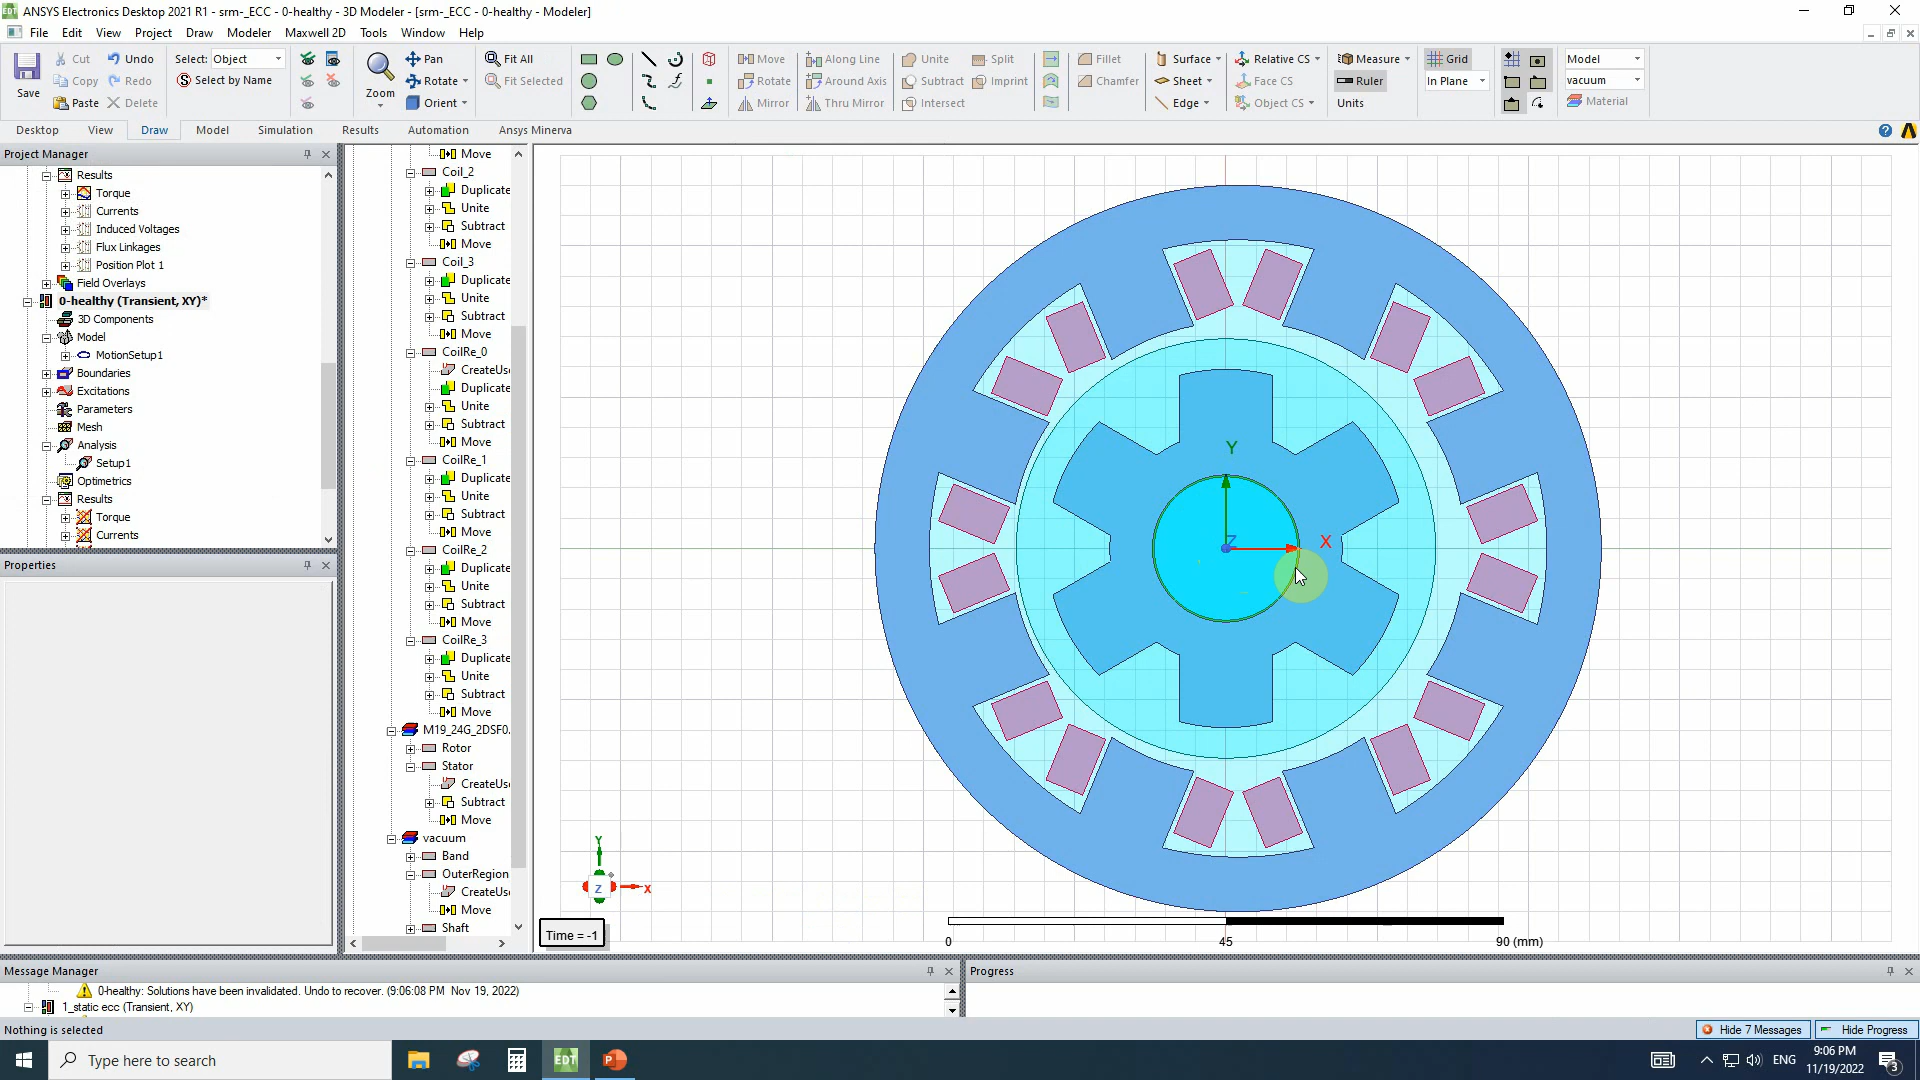 ANSYS Electronics Desktop 2021 R1 - srm-_ECC - 0-healthy - 3D Modeler - [srm-_ECC - 0-healthy - Modeler]
File Edit View Project Draw Modeler Maxwell 2D Tools Window Help
Save
Cut
Copy
Paste
Undo
Redo
Delete
Select: Object
Select by Name
Zoom
Pan
Rotate
Orient
Fit All
Fit Selected
Move
Rotate
Mirror
Along Line
Around Axis
Thru Mirror
Unite
Subtract
Intersect
Split
Imprint
Fillet
Chamfer
Surface
Sheet
Edge
Relative CS
Face CS
Object CS
Measure
Ruler
Units
Grid
In Plane
Model
vacuum
Material
Desktop View Draw Model Simulation Results Automation Ansys Minerva
Project Manager
Results
Torque
Currents
Induced Voltages
Flux Linkages
Position Plot 1
Field Overlays
0-healthy (Transient, XY)*
3D Components
Model
MotionSetup1
Boundaries
Excitations
Parameters
Mesh
Analysis
Setup1
Optimetrics
Results
Torque
Currents
Properties
Move
Coil_2
Duplicate
Unite
Subtract
Move
Coil_3
Duplicate
Unite
Subtract
Move
CoilRe_0
CreateUs
Duplicate
Unite
Subtract
Move
CoilRe_1
Duplicate
Unite
Subtract
Move
CoilRe_2
Duplicate
Unite
Subtract
Move
CoilRe_3
Duplicate
Unite
Subtract
Move
M19_24G_2DSF0.
Rotor
Stator
CreateUs
Subtract
Move
vacuum
Band
OuterRegion
CreateUs
Move
Shaft
Y
Z
X
Y
Z
X
Time = -1
0 45 90 (mm)
Message Manager
0-healthy: Solutions have been invalidated. Undo to recover. (9:06:08 PM Nov 19, 2022)
1_static ecc (Transient, XY)
Progress
Nothing is selected
Hide 7 Messages
Hide Progress
Type here to search
EDT
ENG
9:06 PM
11/19/2022
3